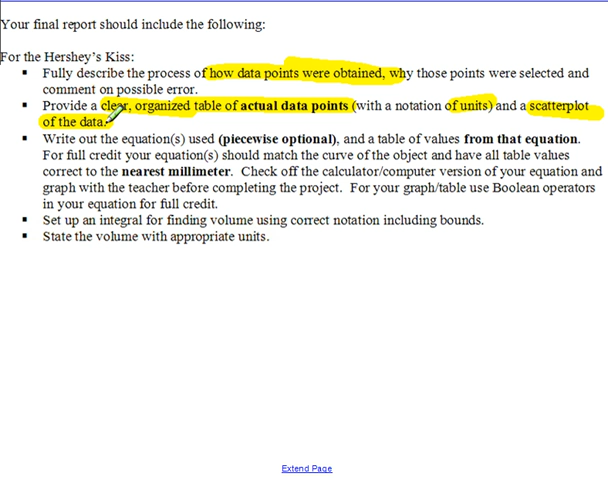 Your final report should include the following:
For the Hershey's Kiss:
▪ Fully describe the process of how data points were obtained, why those points were selected and
comment on possible error.
▪ Provide a clear, organized table of actual data points (with a notation of units) and a scatterplot
of the data.
▪ Write out the equation(s) used (piecewise optional), and a table of values from that equation.
For full credit your equation(s) should match the curve of the object and have all table values
correct to the nearest millimeter. Check off the calculator/computer version of your equation and
graph with the teacher before completing the project. For your graph/table use Boolean operators
in your equation for full credit.
▪ Set up an integral for finding volume using correct notation including bounds.
▪ State the volume with appropriate units.
Extend Page